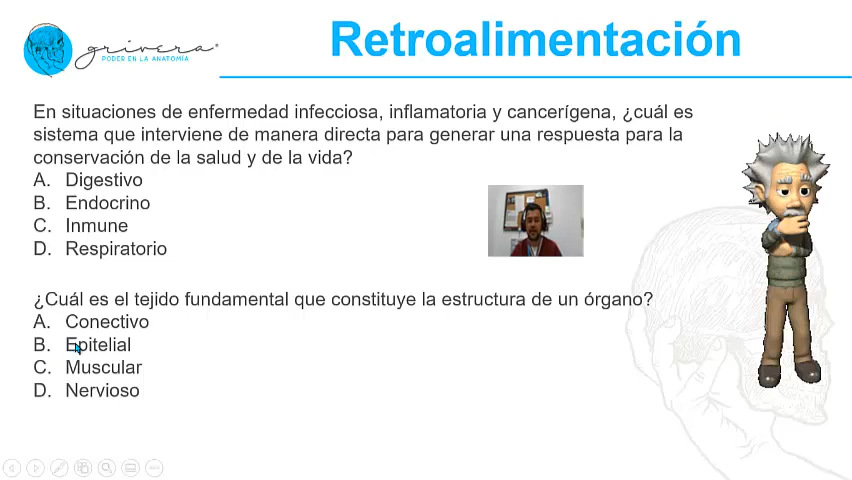 grivera
PODER EN LA ANATOMÍA
Retroalimentación
En situaciones de enfermedad infecciosa, inflamatoria y cancerígena, ¿cuál es
sistema que interviene de manera directa para generar una respuesta para la
conservación de la salud y de la vida?
A. Digestivo
B. Endocrino
C. Inmune
D. Respiratorio
¿Cuál es el tejido fundamental que constituye la estructura de un órgano?
A. Conectivo
B. Epitelial
C. Muscular
D. Nervioso